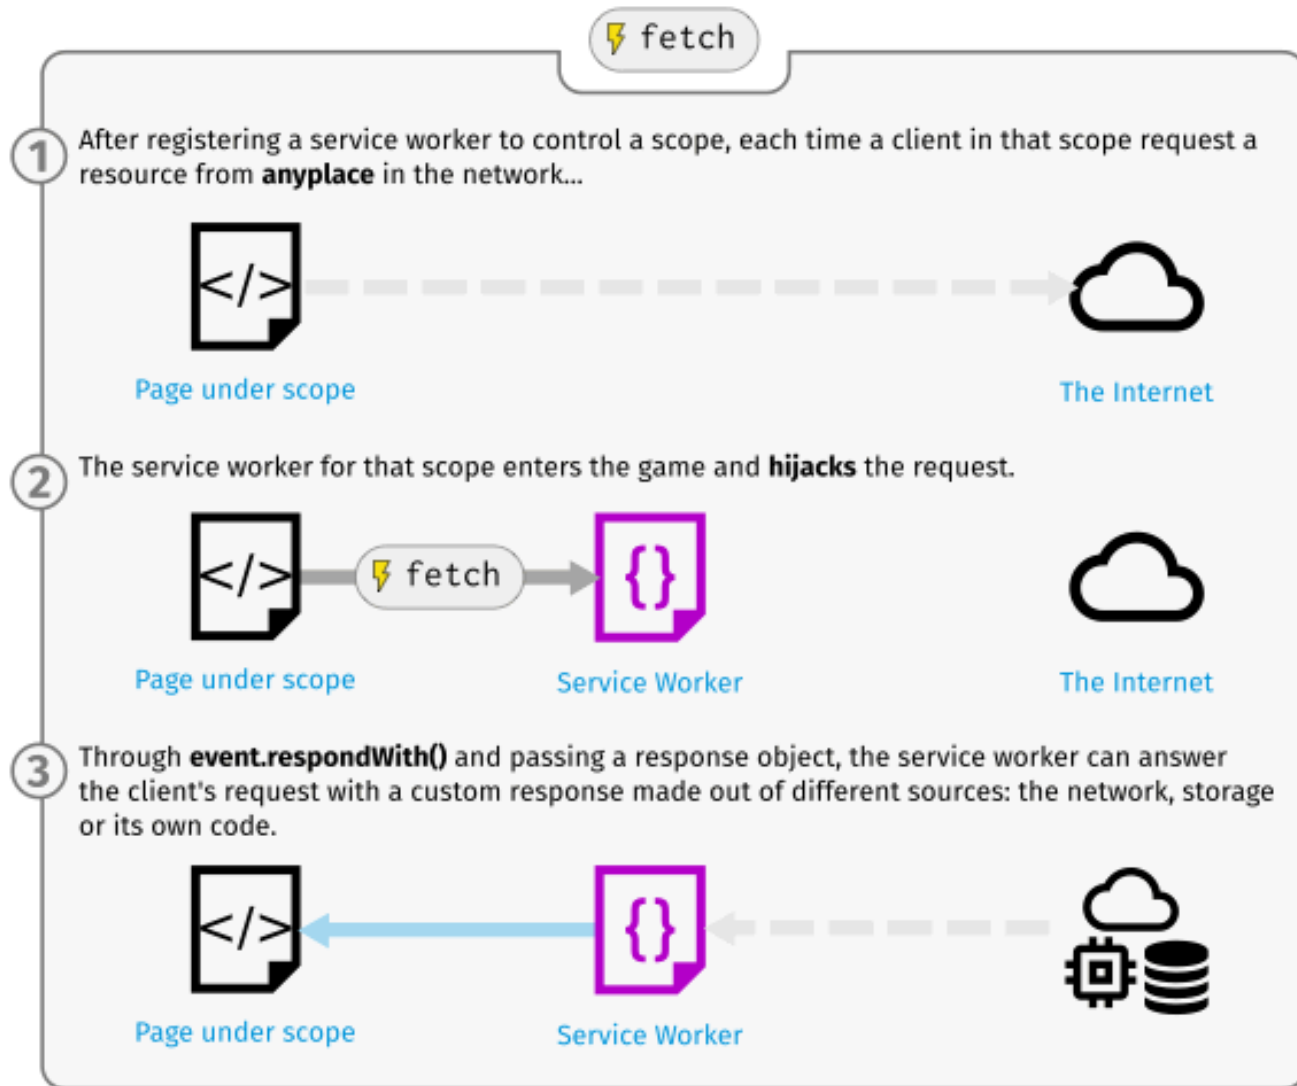 fetch
1
After registering a service worker to control a scope, each time a client in that scope request a
resource from anyplace in the network...
</>
Page under scope
The Internet
2
The service worker for that scope enters the game and hijacks the request.
</>
fetch
{}
Page under scope
Service Worker
The Internet
3
Through event.respondWith() and passing a response object, the service worker can answer
the client's request with a custom response made out of different sources: the network, storage
or its own code.
</>
{}
Page under scope
Service Worker